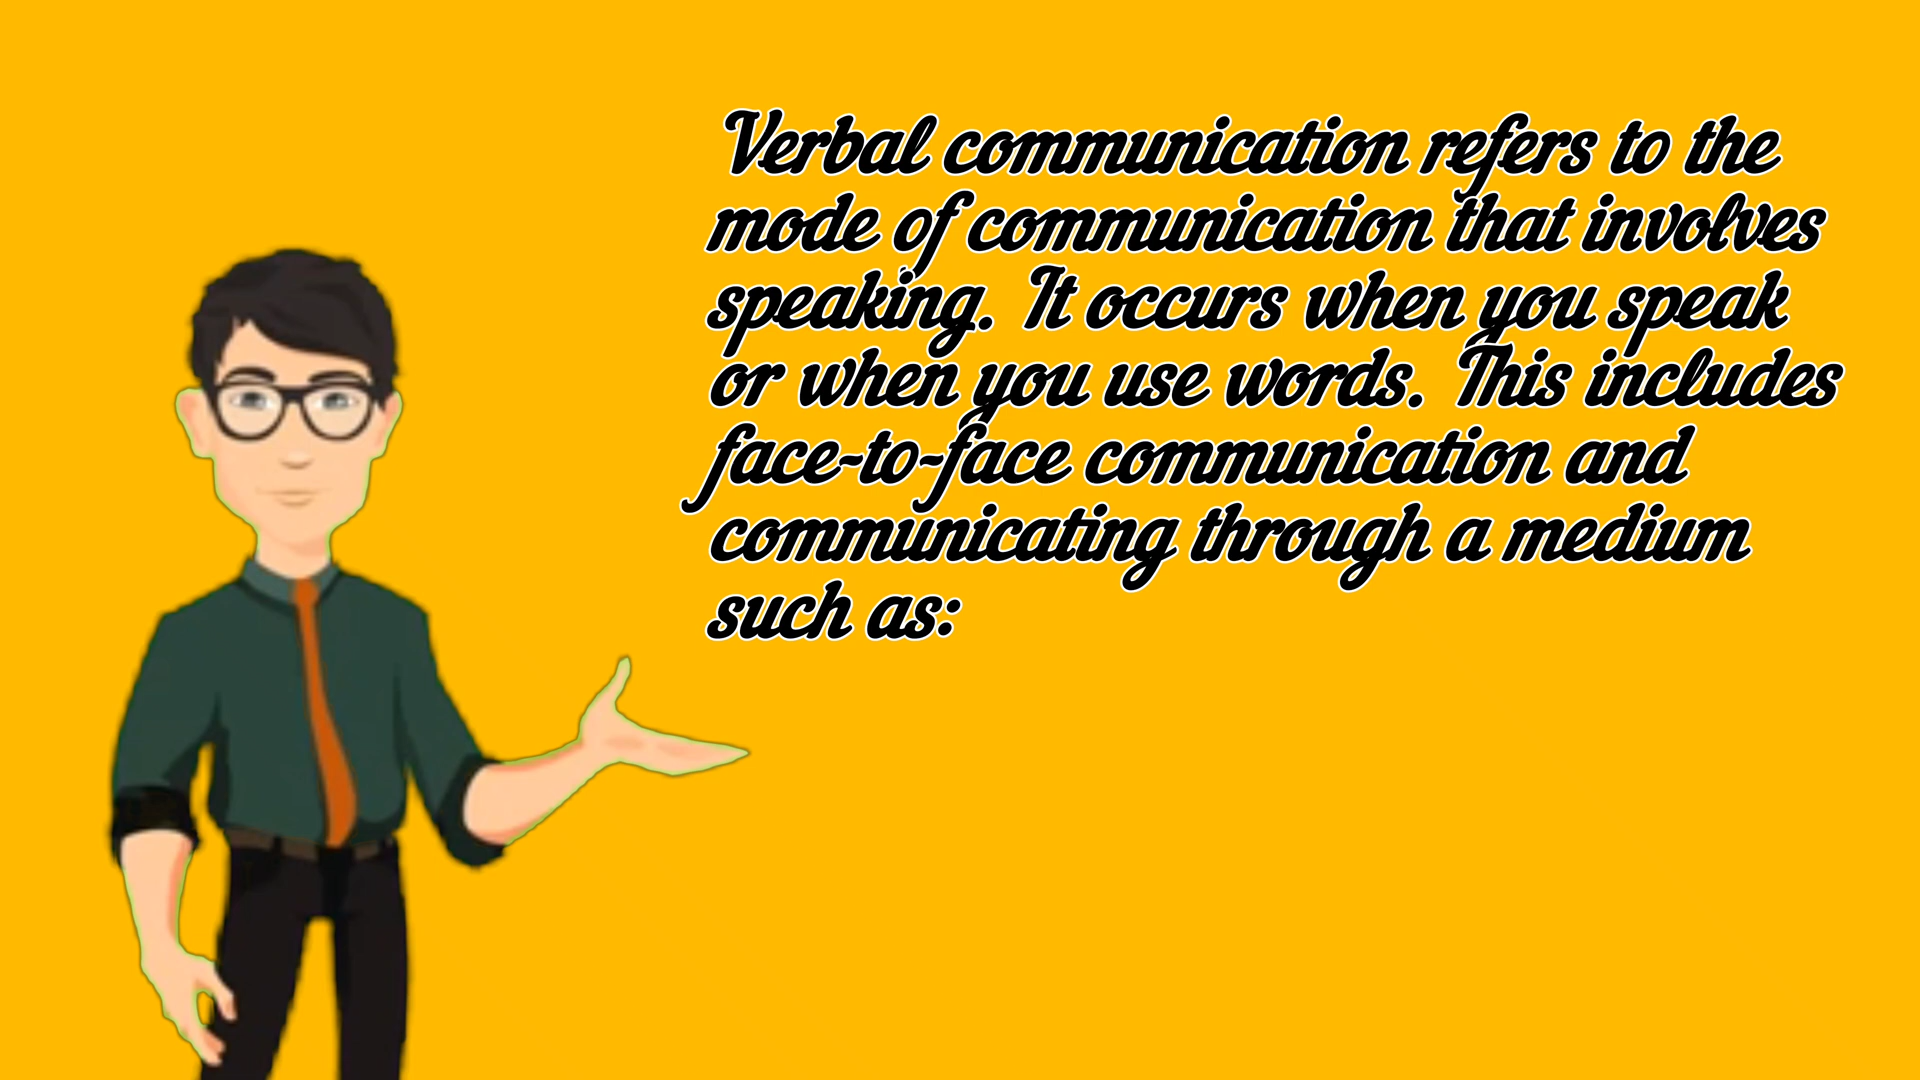 Verbal communication refers to the
mode of communication that involves
speaking. It occurs when you speak
or when you use words. This includes
face-to-face communication and
communicating through a medium
such as: